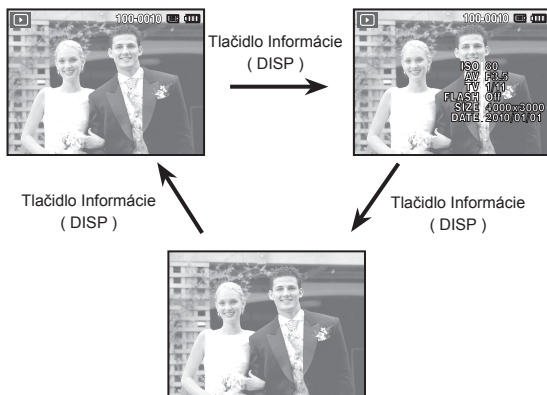 100-0010
Tlačidlo Informácie
( DISP )
100-0010
ISO 80
AV F3.5
TV 1/11
FLASH Off
SIZE 4000x3000
DATE 2010/01/01
Tlačidlo Informácie
( DISP )
Tlačidlo Informácie
( DISP )